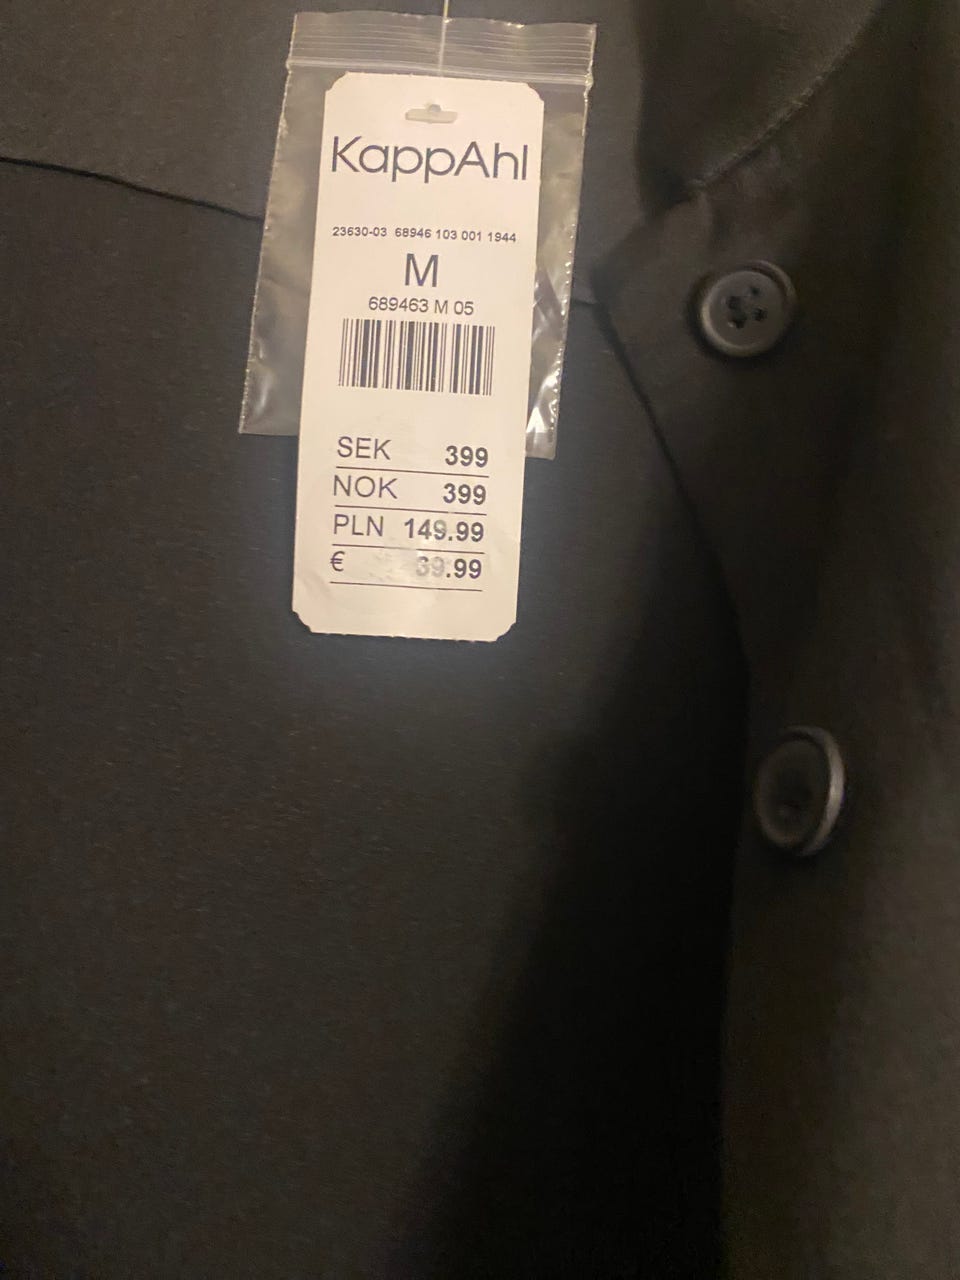 KappAhl
23630-03 68946 103 001 1944
M
689463 M 05
SEK 399
NOK 399
PLN 149.99
€ 39.99